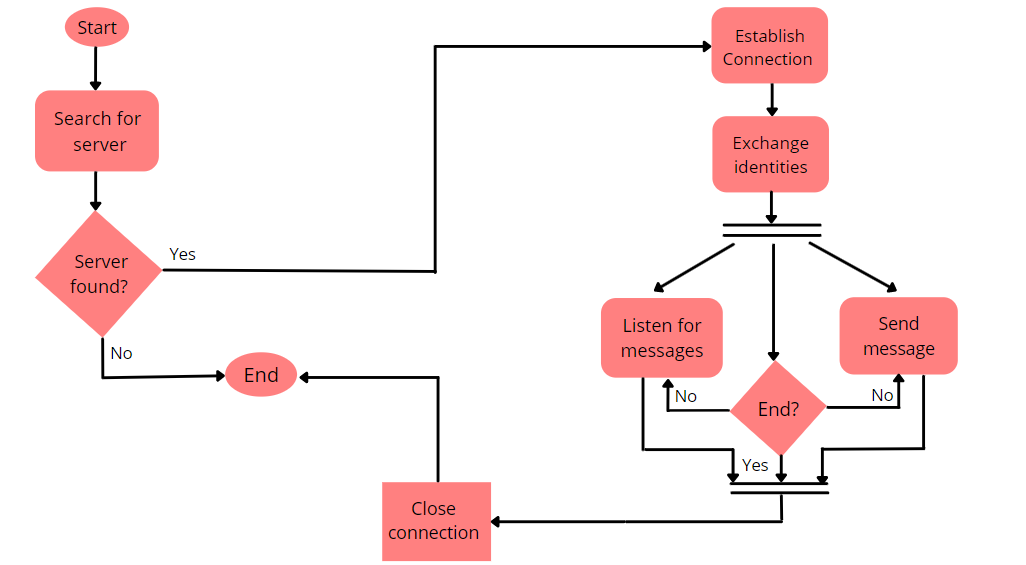 Start
Search for
server
Server
found?
Yes
No
End
Establish
Connection
Exchange
identities
Listen for
messages
Send
message
End?
No
No
Yes
Close
connection